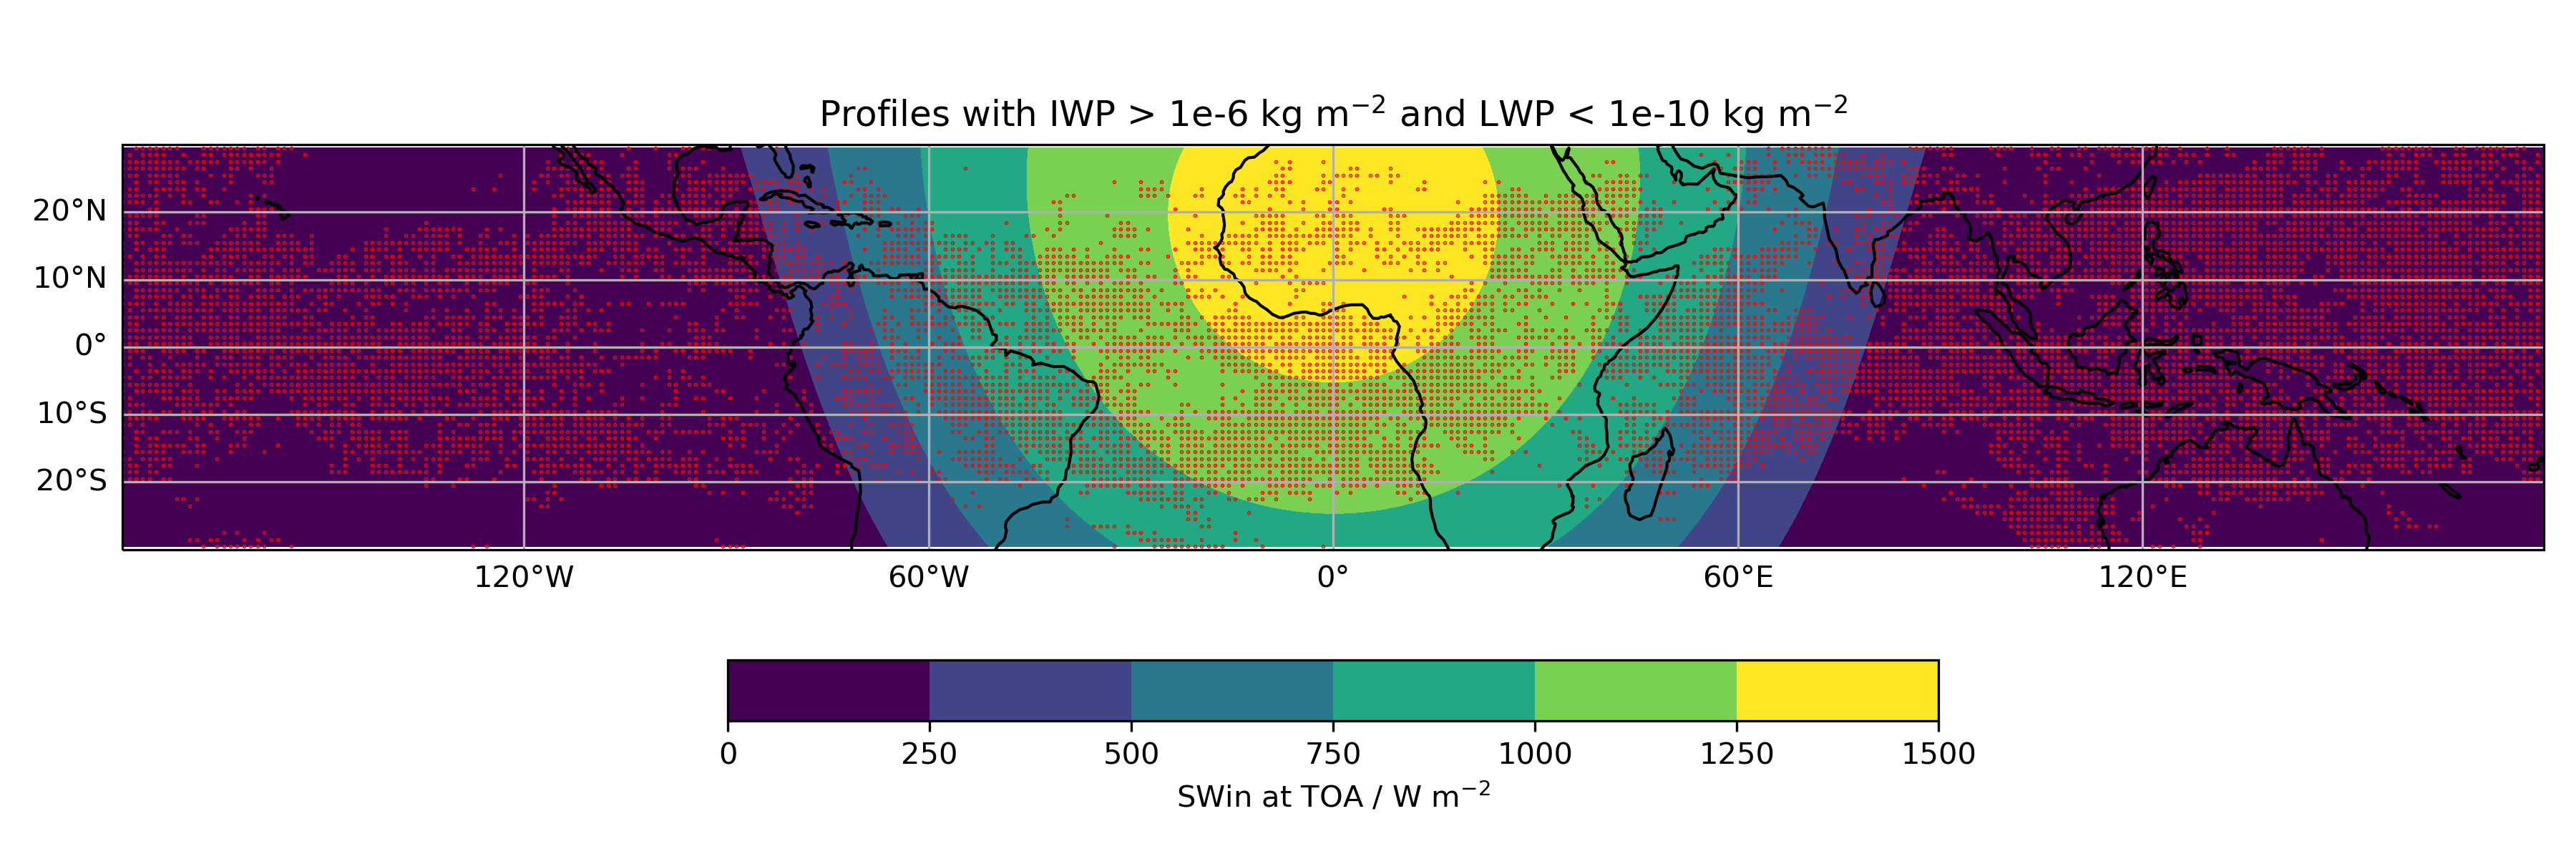 Profiles with IWP > 1e-6 kg m⁻² and LWP < 1e-10 kg m⁻²
20°N
10°N
0°
10°S
20°S
120°W 60°W 0° 60°E 120°E
0 250 500 750 1000 1250 1500
SWin at TOA / W m⁻²